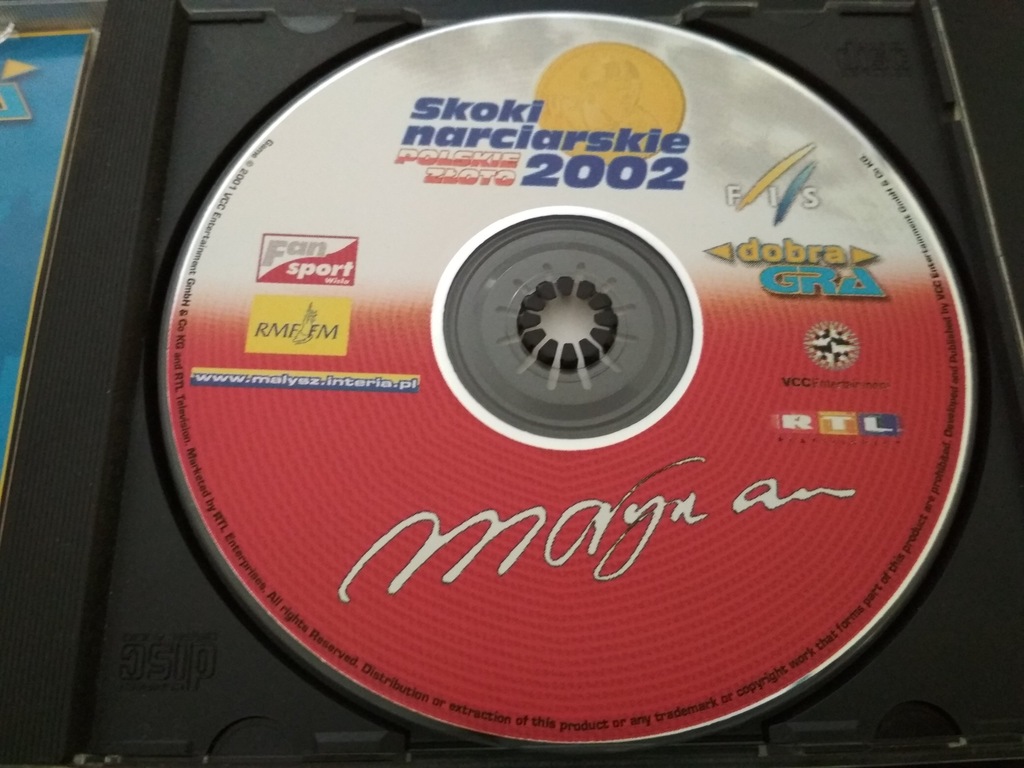 Skoki
narciarskie
POLSKIE
ZŁOTO
2002
FIS
dobra
GRA
Fan
sport
Wisła
RMF FM
www.malysz.interia.pl
VCC Entertainment
RTL
Game © 2001 VCC Entertainment GmbH & Co KG and RTL Television. Marketed by RTL Enterprises. All rights Reserved. Distribution or extraction of this product or any trademark or copyright work that forms part of this product are prohibited. Developed and Published by VCC Entertainment GmbH & Co KG.